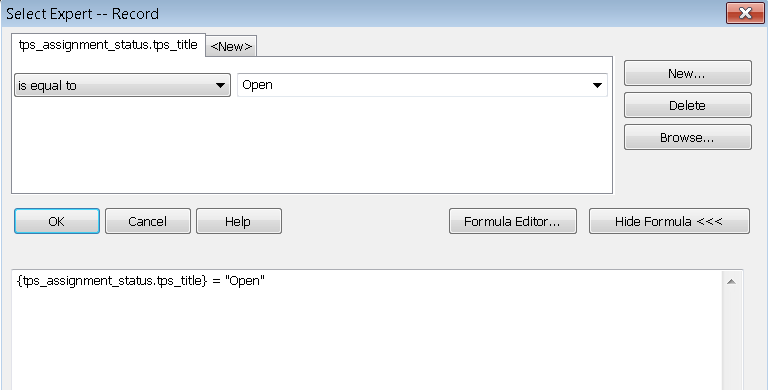 Select Expert -- Record
tps_assignment_status.tps_title <New>
is equal to Open
New...
Delete
Browse...
OK Cancel Help Formula Editor... Hide Formula <<<
{tps_assignment_status.tps_title} = "Open"